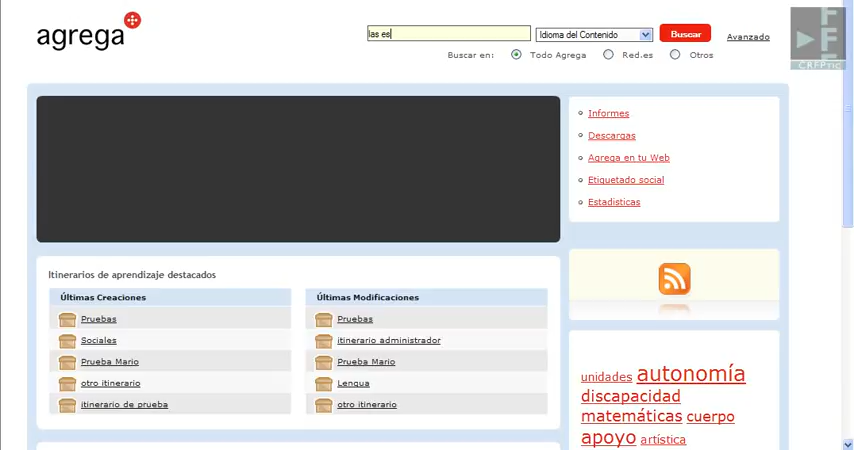 agrega
las es
Idioma del Contenido
Buscar
Avanzado
Buscar en:
Todo Agrega
Red.es
Otros
CRFPTIC
Informes
Descargas
Agrega en tu Web
Etiquetado social
Estadisticas
Itinerarios de aprendizaje destacados
Últimas Creaciones
Pruebas
Sociales
Prueba Mario
otro itinerario
itinerario de prueba
Últimas Modificaciones
Pruebas
itinerario administrador
Prueba Mario
Lengua
otro itinerario
unidades autonomía
discapacidad
matemáticas cuerpo
apoyo artística